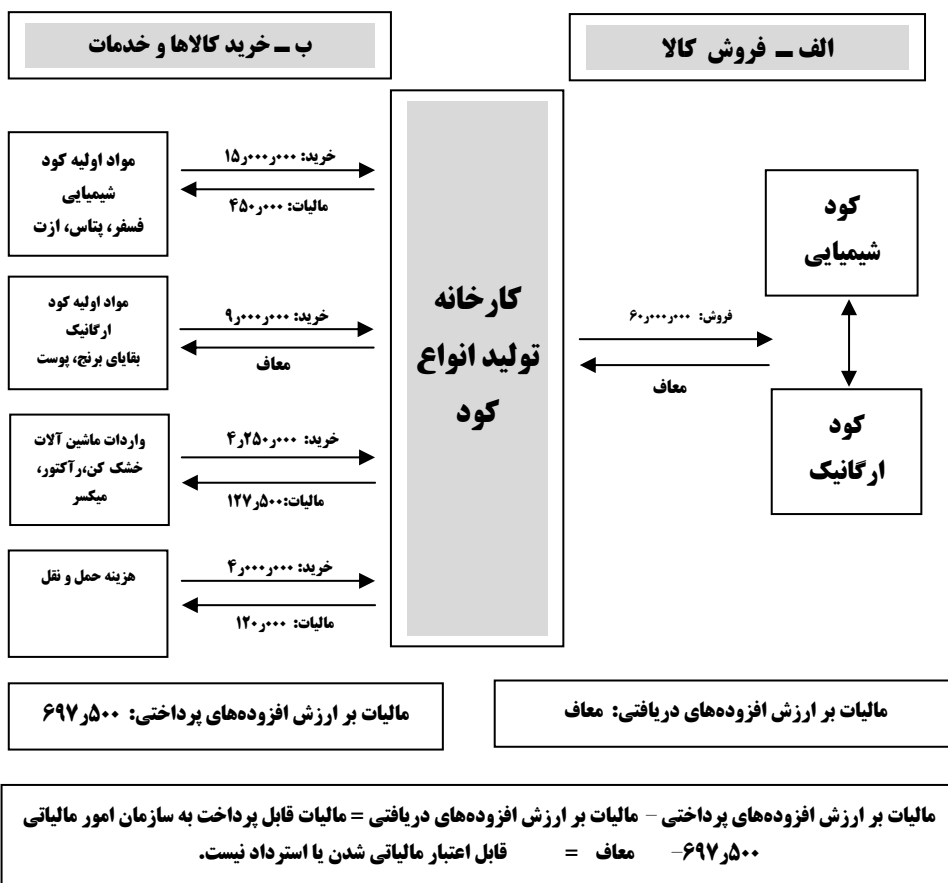 الف ــ فروش کالا
ب ــ خرید کالاها و خدمات
مواد اولیه کود
شیمیایی
فسفر، پتاس، ازت
خرید: ۱۵٫۰۰۰٫۰۰۰
مالیات: ۴۵۰٫۰۰۰
مواد اولیه کود
ارگانیک
بقایای برنج، پوست
خرید: ۹٫۰۰۰٫۰۰۰
معاف
واردات ماشین آلات
خشک کن،رآکتور،
میکسر
خرید: ۴٫۲۵۰٫۰۰۰
مالیات:۱۲۷٫۵۰۰
هزینه حمل و نقل
خرید: ۴٫۰۰۰٫۰۰۰
مالیات: ۱۲۰٫۰۰۰
کارخانه
تولید انواع
کود
فروش: ۶۰٫۰۰۰٫۰۰۰
معاف
کود
شیمیایی
کود
ارگانیک
مالیات بر ارزش افزوده‌های دریافتی: معاف
مالیات بر ارزش افزوده‌های پرداختی: ۶۹۷٫۵۰۰
مالیات بر ارزش افزوده‌های پرداختی – مالیات بر ارزش افزوده‌های دریافتی = مالیات قابل پرداخت به سازمان امور مالیاتی
۶۹۷٫۵۰۰– معاف = قابل اعتبار مالیاتی شدن یا استرداد نیست.